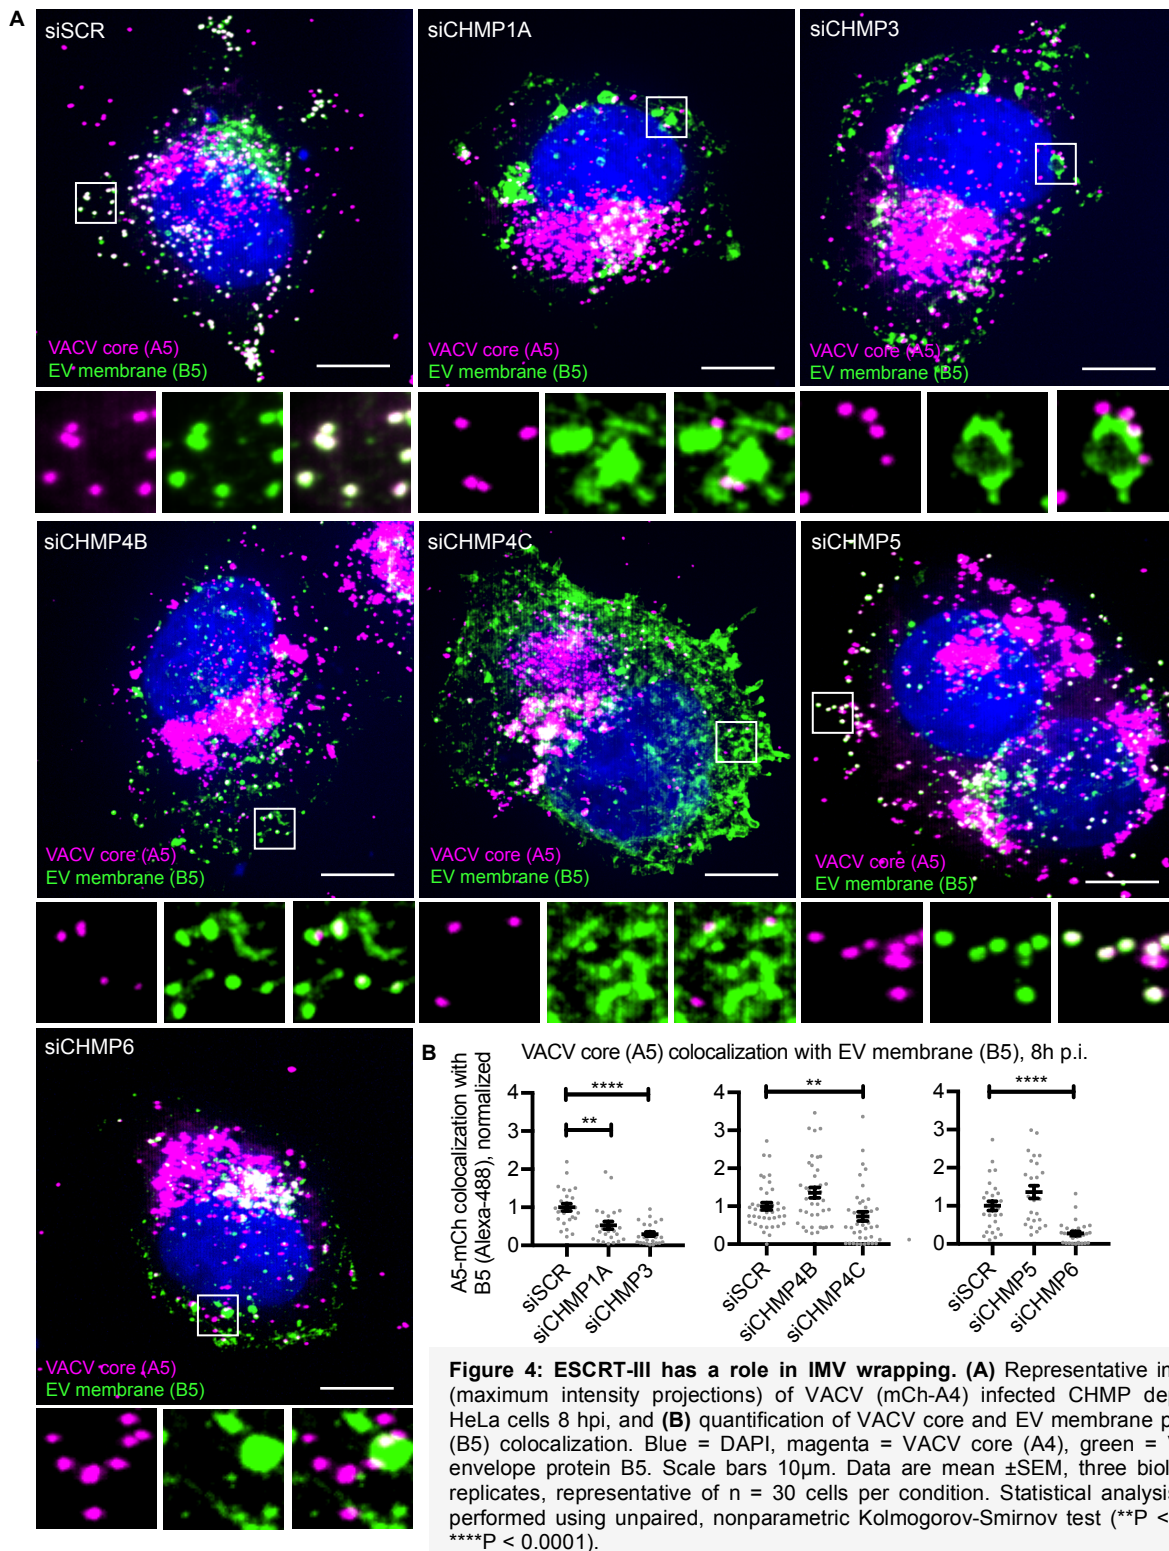 A
siSCR
siCHMP1A
siCHMP3
VACV core (A5)
EV membrane (B5)
VACV core (A5)
EV membrane (B5)
VACV core (A5)
EV membrane (B5)
siCHMP4B
siCHMP4C
siCHMP5
VACV core (A5)
EV membrane (B5)
VACV core (A5)
EV membrane (B5)
VACV core (A5)
EV membrane (B5)
siCHMP6
VACV core (A5)
EV membrane (B5)
B
VACV core (A5) colocalization with EV membrane (B5), 8h p.i.
A5-mCh colocalization with
B5 (Alexa-488), normalized
4
3
2
1
0
****
**
siSCR
siCHMP1A
siCHMP3
4
3
2
1
0
**
siSCR
siCHMP4B
siCHMP4C
4
3
2
1
0
****
siSCR
siCHMP5
siCHMP6
Figure 4: ESCRT-III has a role in IMV wrapping. (A) Representative
(maximum intensity projections) of VACV (mCh-A4) infected CHMP
HeLa cells 8 hpi, and (B) quantification of VACV core and EV membrane
(B5) colocalization. Blue = DAPI, magenta = VACV core (A4), green =
envelope protein B5. Scale bars 10µm. Data are mean ±SEM, three
replicates, representative of n = 30 cells per condition. Statistical analysis
performed using unpaired, nonparametric Kolmogorov-Smirnov test (**P <
****P < 0.0001).